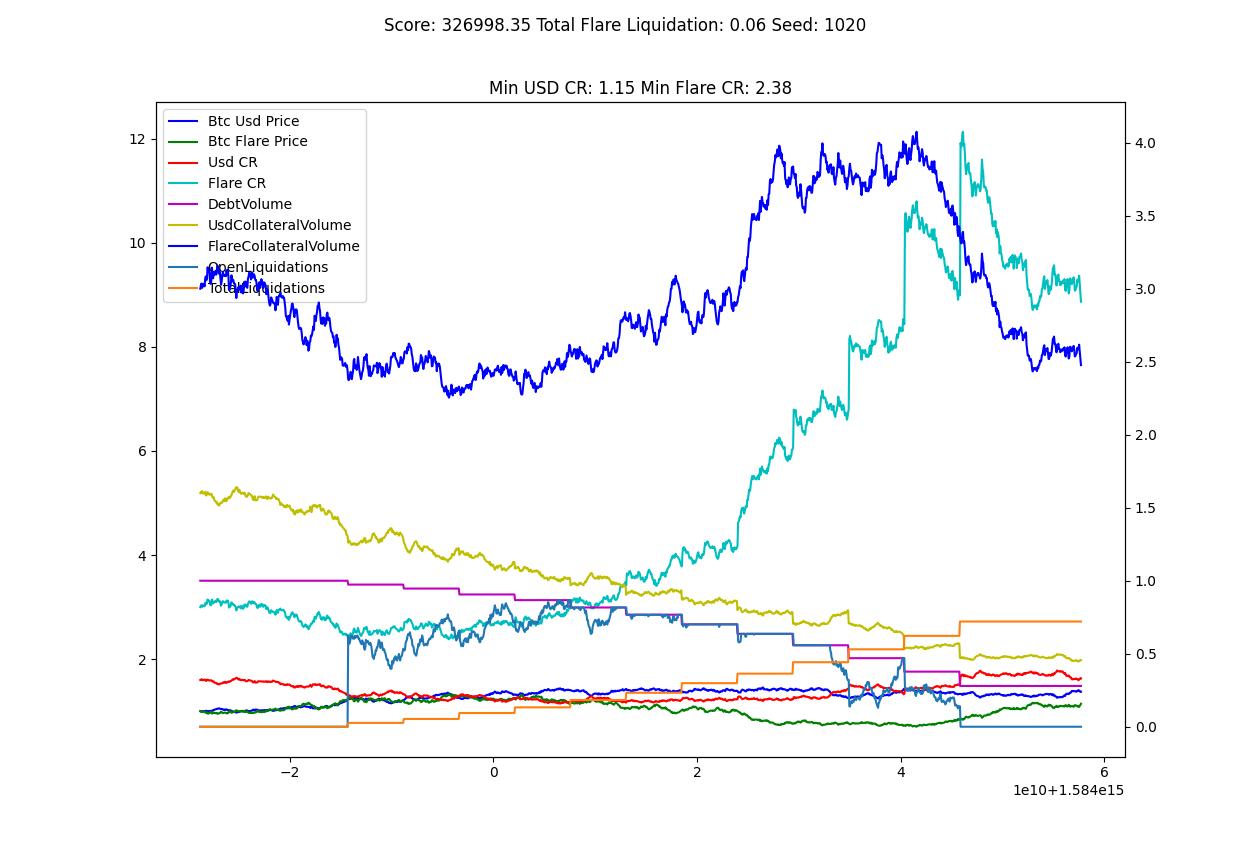 Score: 326998.35 Total Flare Liquidation: 0.06 Seed: 1020
Min USD CR: 1.15 Min Flare CR: 2.38
Btc Usd Price
Btc Flare Price
Usd CR
Flare CR
DebtVolume
UsdCollateralVolume
FlareCollateralVolume
OpenLiquidations
TotalLiquidations
12
10
8
6
4
2
4.0
3.5
3.0
2.5
2.0
1.5
1.0
0.5
0.0
−2 0 2 4 6
1e10+1.584e15